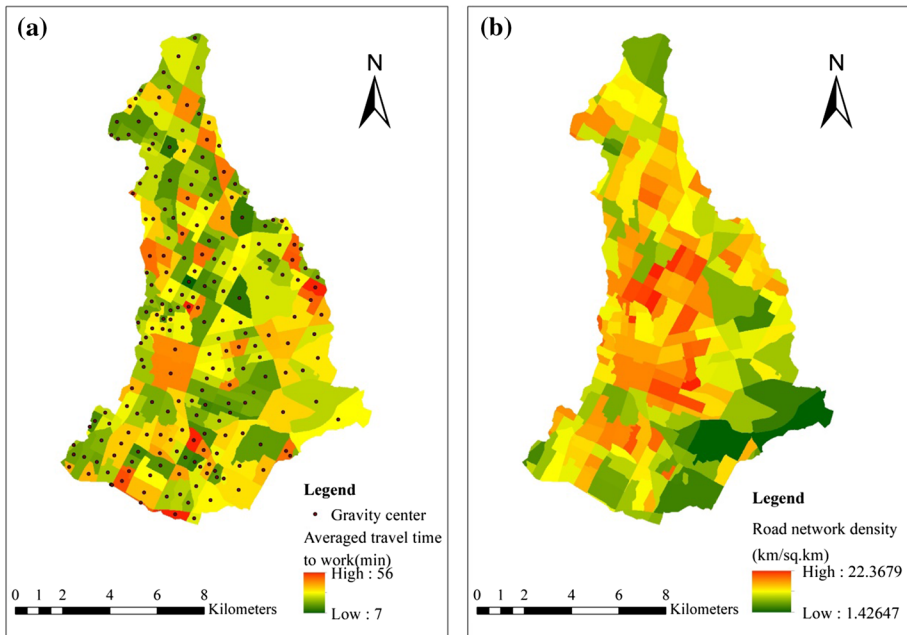 (a)
N
Legend
Gravity center
Averaged travel time
to work(min)
High : 56
Low : 7
0 1 2 4 6 8
Kilometers
(b)
N
Legend
Road network density
(km/sq.km)
High : 22.3679
Low : 1.42647
0 1 2 4 6 8
Kilometers